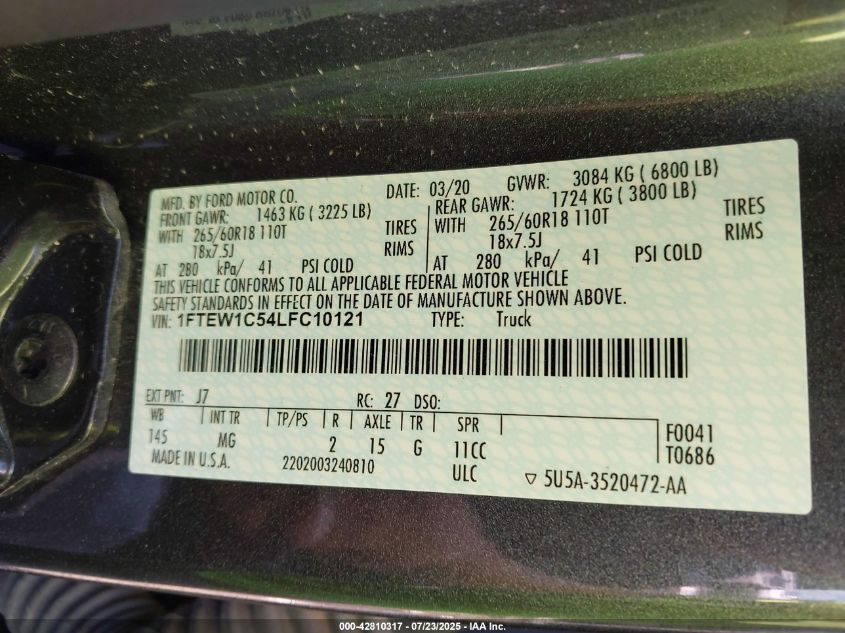 MFD. BY FORD MOTOR CO. DATE: 03/20 GVWR: 3084 KG ( 6800 LB)
FRONT GAWR: 1463 KG ( 3225 LB) REAR GAWR: 1724 KG ( 3800 LB)
WITH 265/60R18 110T TIRES WITH 265/60R18 110T TIRES
18x7.5J RIMS 18x7.5J RIMS
AT 280 kPa/ 41 PSI COLD AT 280 kPa/ 41 PSI COLD
THIS VEHICLE CONFORMS TO ALL APPLICABLE FEDERAL MOTOR VEHICLE
SAFETY STANDARDS IN EFFECT ON THE DATE OF MANUFACTURE SHOWN ABOVE.
VIN: 1FTEW1C54LFC10121 TYPE: Truck
EXT PNT: J7 RC: 27 DSO:
WB INT TR TP/PS R AXLE TR SPR
145 MG 2 15 G 11CC
F0041
T0686
MADE IN U.S.A. 2202003240810 ULC ▽ 5U5A-3520472-AA
000-42810317 - 07/23/2025 - IAA Inc.